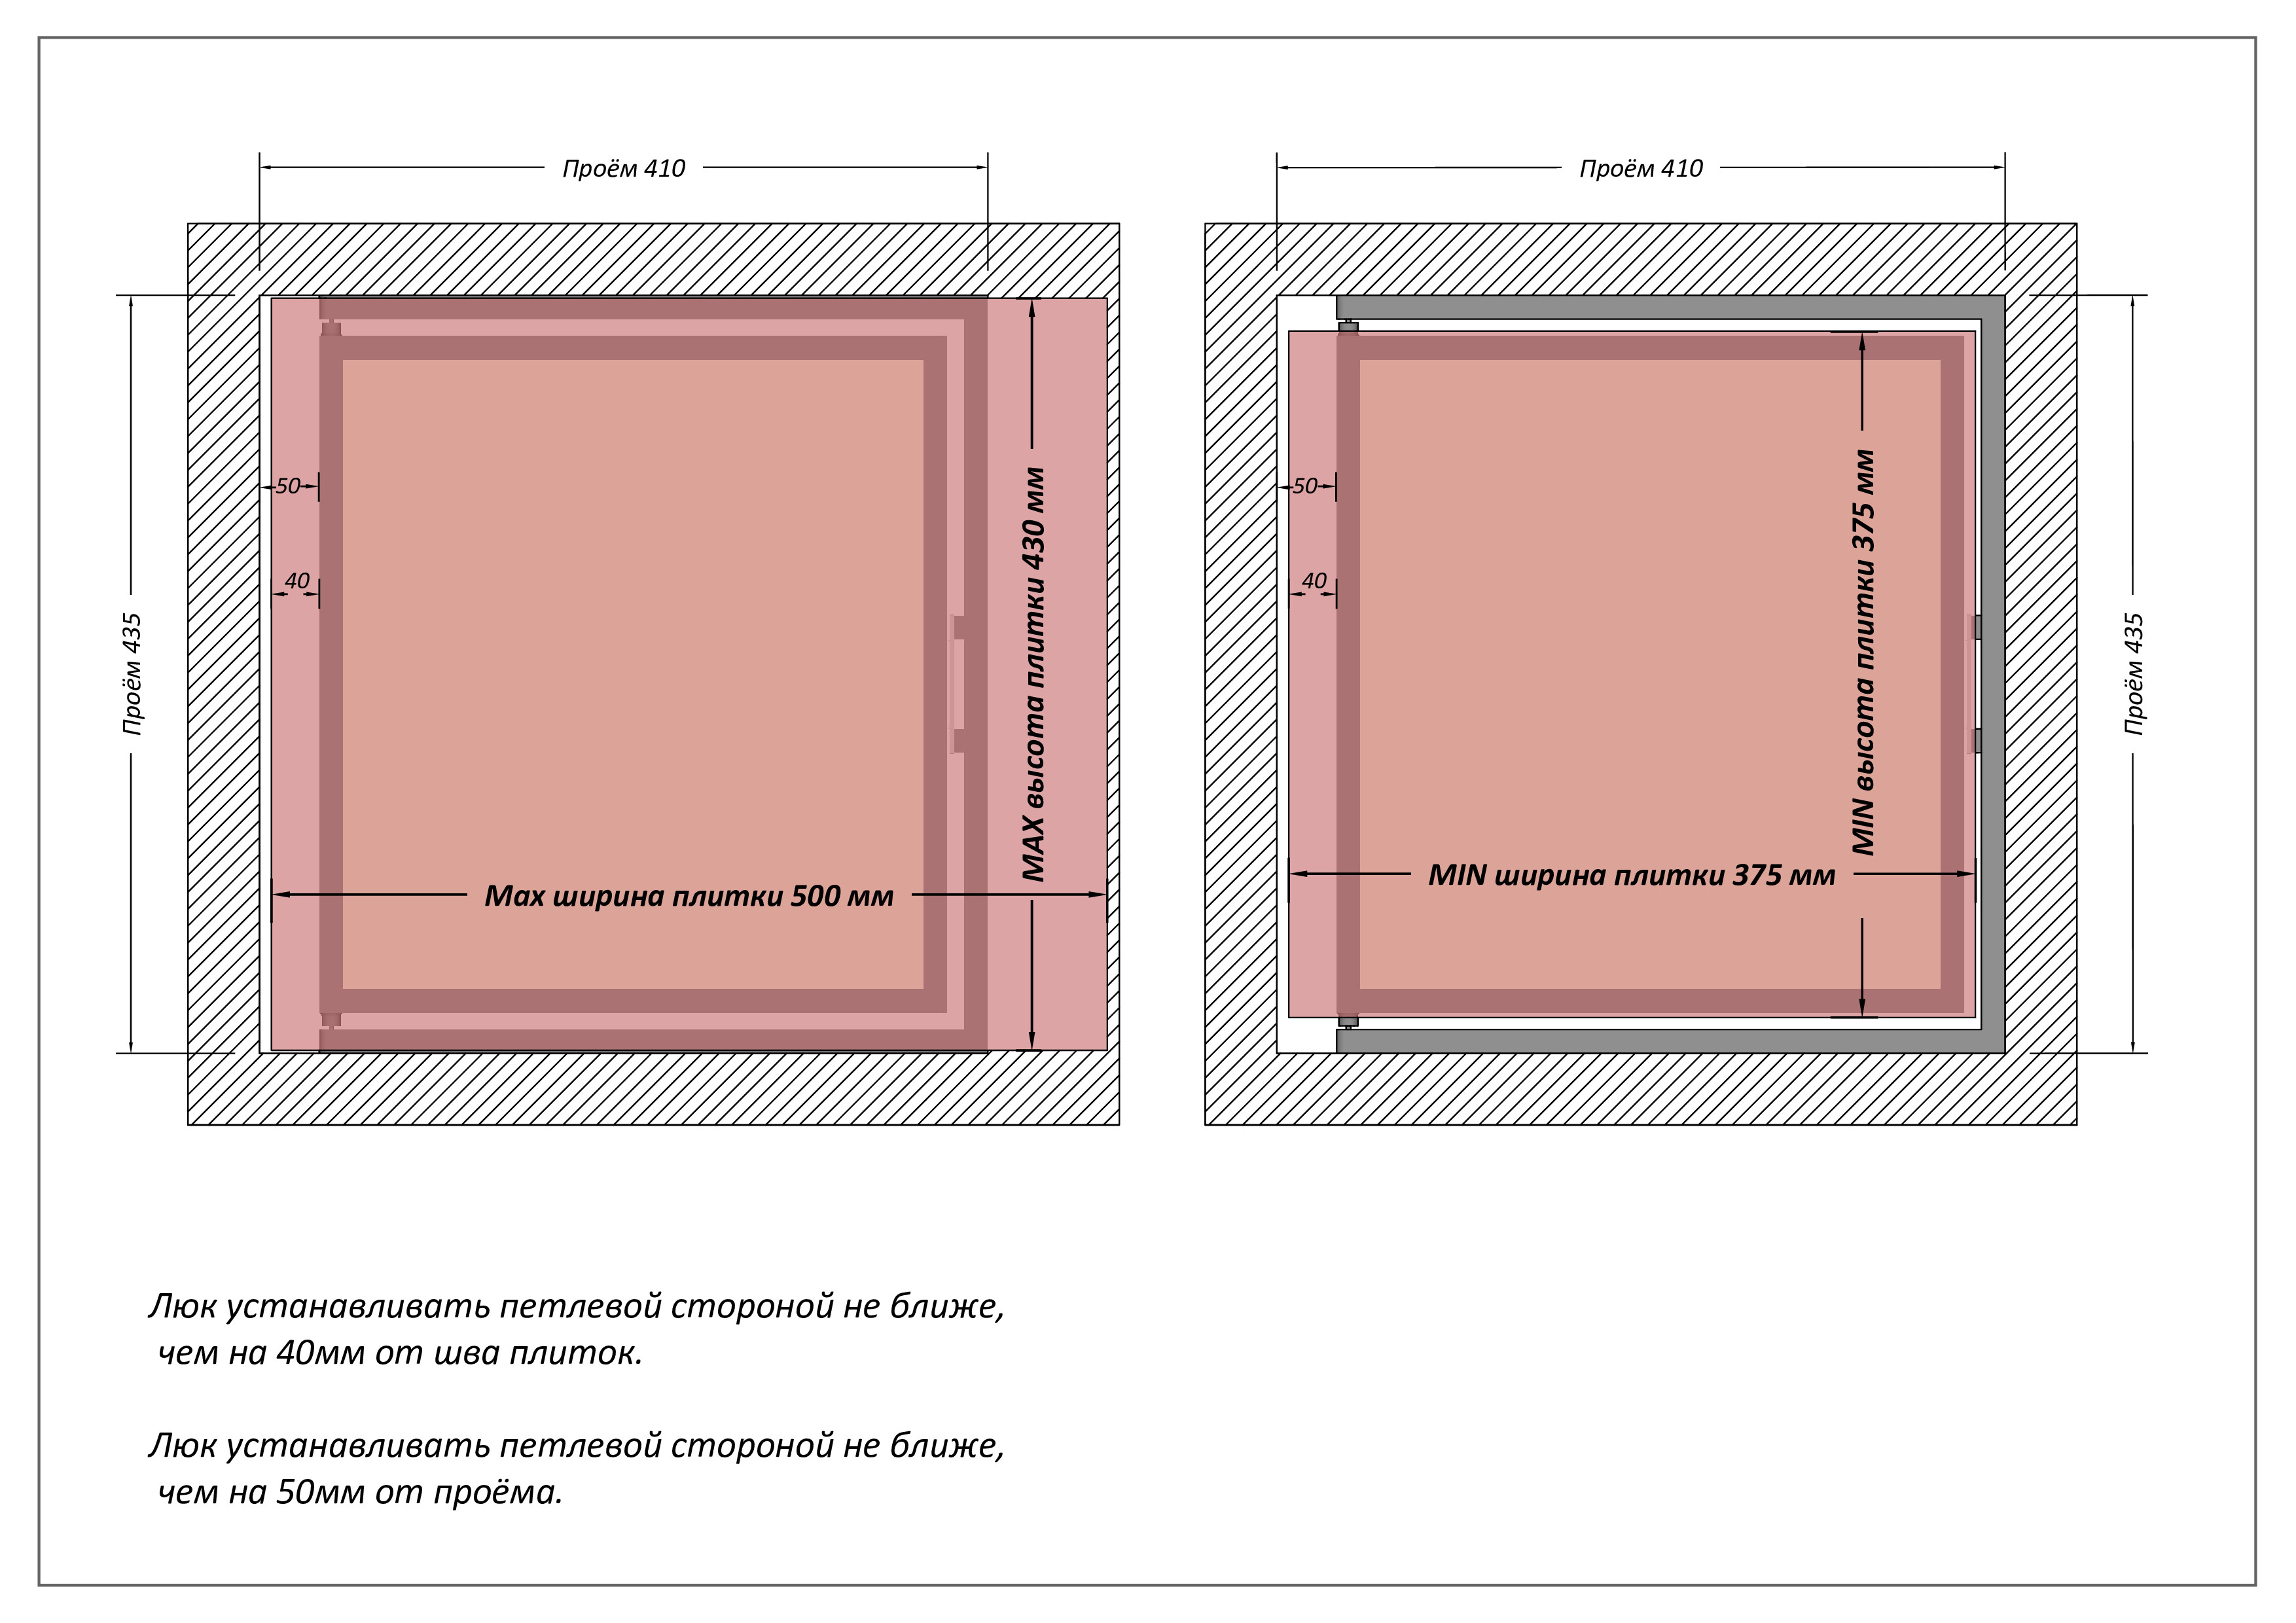 Проём 410
Проём 410
50
50
40
40
Проём 435
MAX высота плитки 430 мм
MIN высота плитки 375 мм
Проём 435
Max ширина плитки 500 мм
MIN ширина плитки 375 мм
Люк устанавливать петлевой стороной не ближе,
чем на 40мм от шва плиток.
Люк устанавливать петлевой стороной не ближе,
чем на 50мм от проёма.